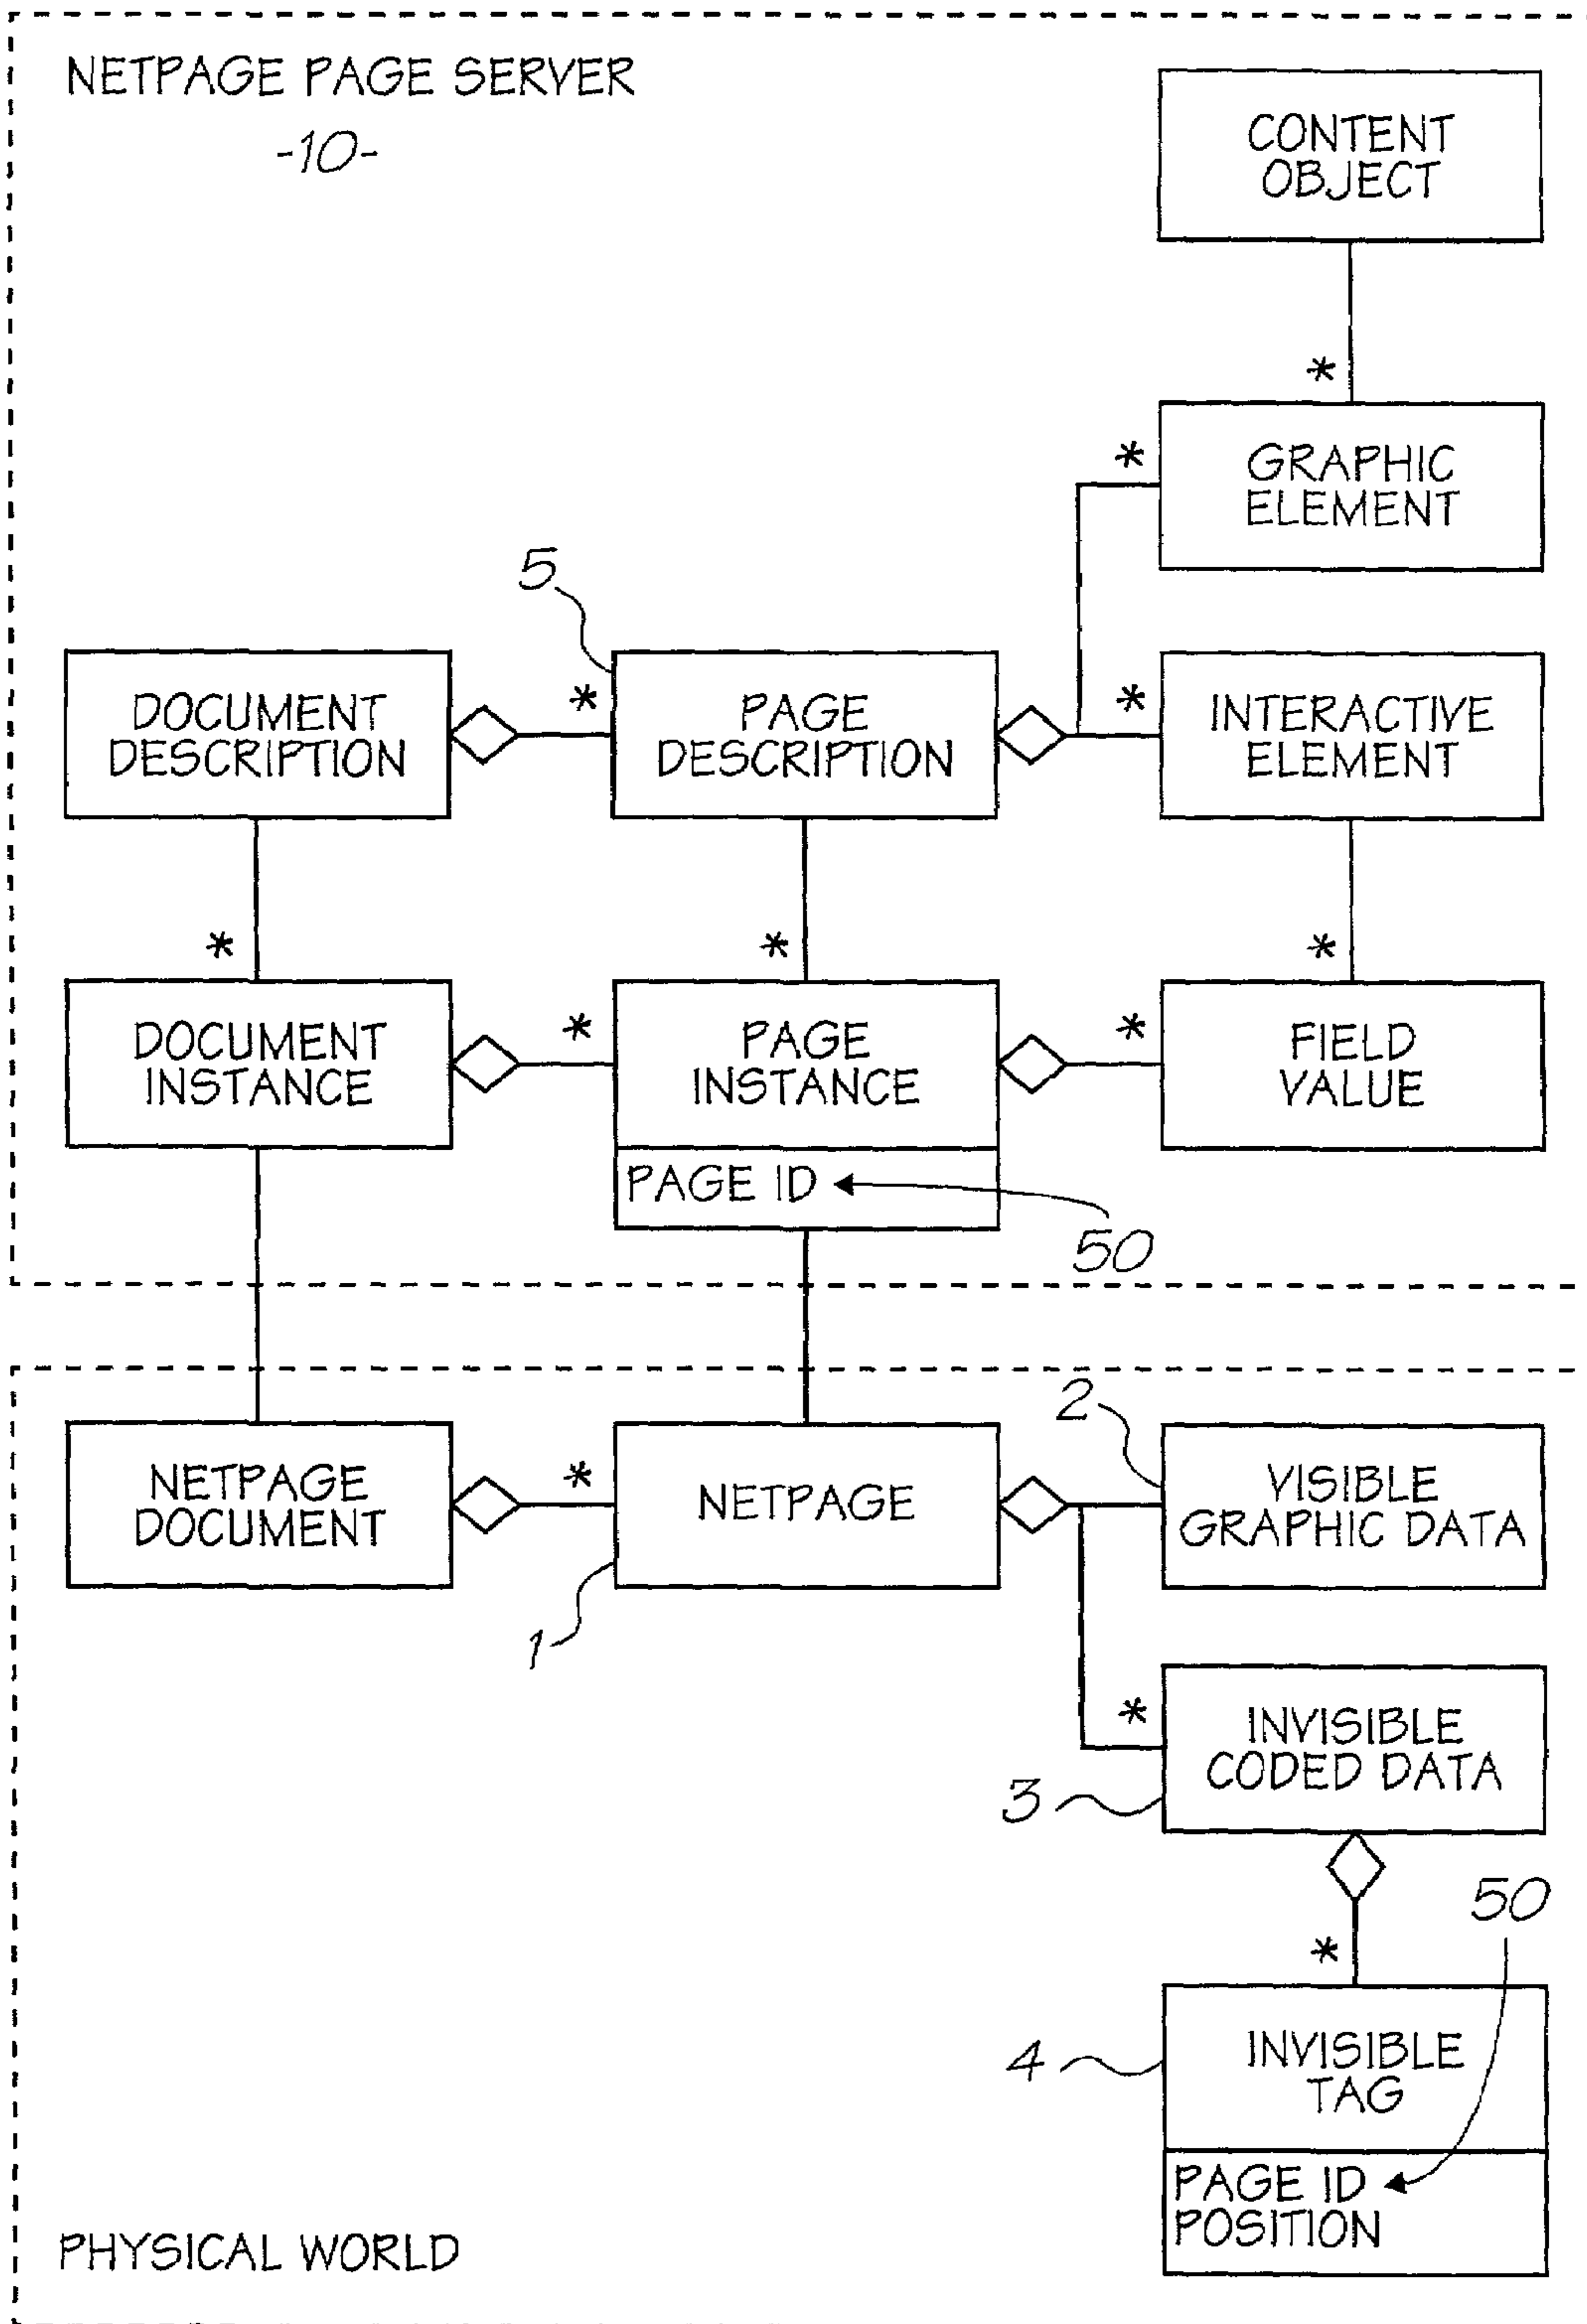 NETPAGE PAGE SERVER
-10-
CONTENT
OBJECT
*
*
GRAPHIC
ELEMENT
5
DOCUMENT
DESCRIPTION
*
PAGE
DESCRIPTION
*
INTERACTIVE
ELEMENT
*
*
*
DOCUMENT
INSTANCE
*
PAGE
INSTANCE
*
FIELD
VALUE
PAGE ID
50
2
NETPAGE
DOCUMENT
*
NETPAGE
VISIBLE
GRAPHIC DATA
1
*
INVISIBLE
CODED DATA
3
50
*
4
INVISIBLE
TAG
PAGE ID
POSITION
PHYSICAL WORLD